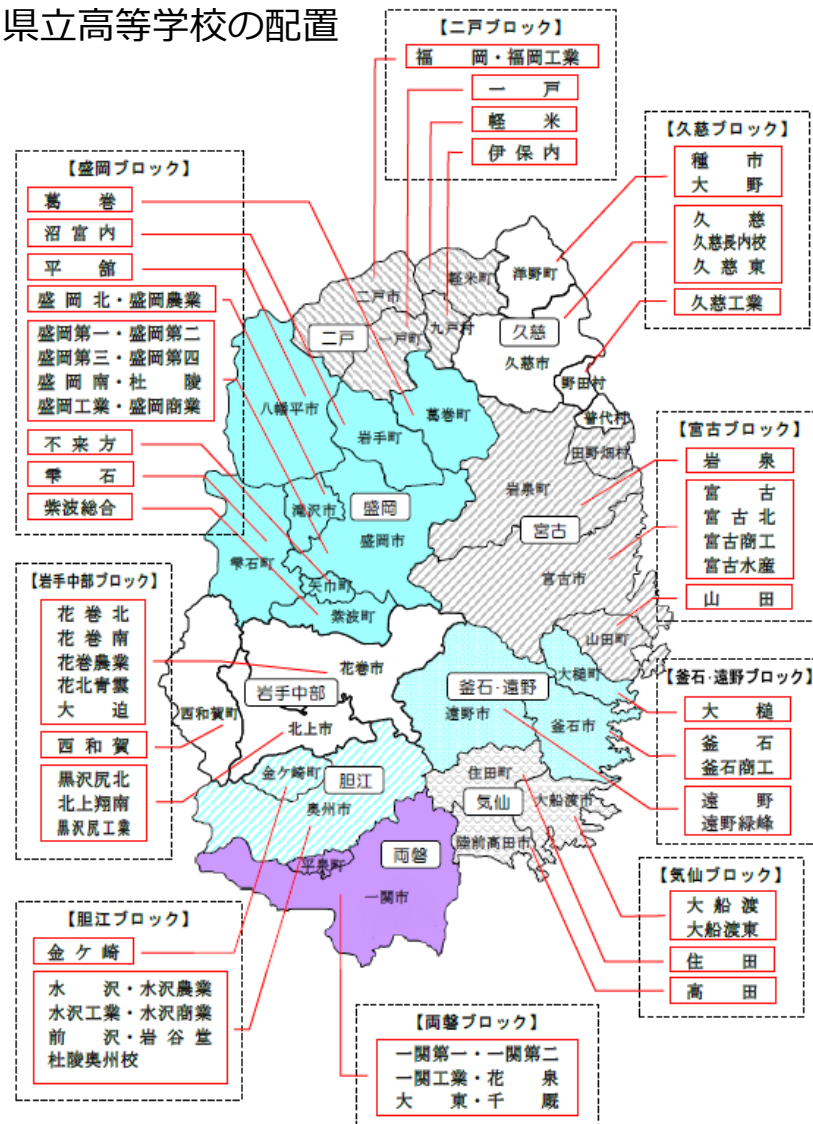 県立高等学校の配置
【二戸ブロック】
福岡・福岡工業
一戸
軽米
伊保内
【久慈ブロック】
種市
大野
久慈
久慈長内校
久慈東
久慈工業
【盛岡ブロック】
葛巻
沼宮内
平舘
盛岡北・盛岡農業
盛岡第一・盛岡第二
盛岡第三・盛岡第四
盛岡南・杜陵
盛岡工業・盛岡商業
不来方
雫石
紫波総合
【宮古ブロック】
岩泉
宮古
宮古北
宮古商工
宮古水産
山田
【岩手中部ブロック】
花巻北
花巻南
花巻農業
花北青雲
大迫
西和賀
黒沢尻北
北上翔南
黒沢尻工業
【釜石・遠野ブロック】
大槌
釜石
釜石商工
遠野
遠野緑峰
【気仙ブロック】
大船渡
大船渡東
住田
高田
【胆江ブロック】
金ケ崎
水沢・水沢農業
水沢工業・水沢商業
前沢・岩谷堂
杜陵奥州校
【両磐ブロック】
一関第一・一関第二
一関工業・花泉
大東・千厩
洋野町
軽米町
二戸市
九戸村
二戸
一戸町
久慈
久慈市
野田村
普代村
田野畑村
八幡平市
葛巻町
岩手町
岩泉町
滝沢市
盛岡
盛岡市
宮古
宮古市
雫石町
矢巾町
紫波町
山田町
花巻市
大槌町
岩手中部
釜石・遠野
西和賀町
遠野市
釜石市
北上市
金ケ崎町
胆江
住田町
奥州市
気仙
大船渡市
陸前高田市
両磐
平泉町
一関市